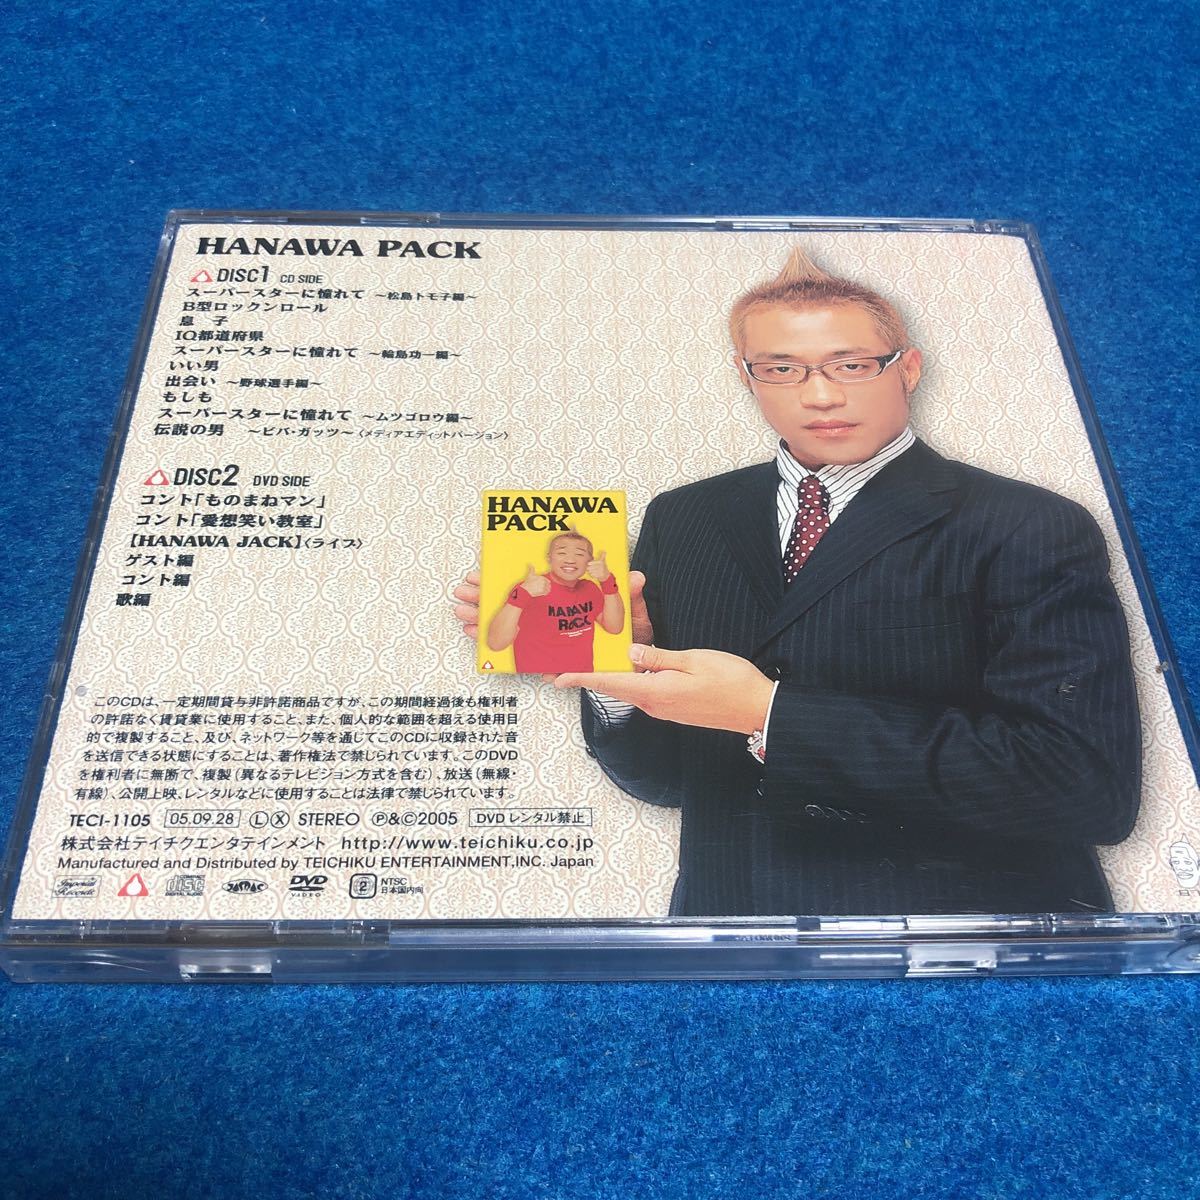 HANAWA PACK
DISC1 CD SIDE
スーパースターに憧れて ～松島トモ子編～
B型ロックンロール
息 子
IQ都道府県
スーパースターに憧れて ～輪島功一編～
いい男
出会い ～野球選手編～
もしも
スーパースターに憧れて ～ムツゴロウ編～
伝説の男 ～ビバ・ガッツ～〈メディアエディットバージョン〉
DISC2 DVD SIDE
コント「ものまねマン」
コント「愛想笑い教室」
【HANAWA JACK】〈ライブ〉
ゲスト編
コント編
歌編
HANAWA
PACK
HANAWA
ROCK
このCDは、一定期間貸与非許諾商品ですが、この期間経過後も権利者
の許諾なく賃貸業に使用すること、また、個人的な範囲を超える使用目
的で複製すること、及び、ネットワーク等を通じてこのCDに収録された音
を送信できる状態にすることは、著作権法で禁じられています。このDVD
を権利者に無断で、複製（異なるテレビジョン方式を含む）、放送（無線・
有線）、公開上映、レンタルなどに使用することは法律で禁じられています。
TECI-1105 05.09.28 Ⓛ Ⓧ STEREO Ⓟ&©2005 DVD レンタル禁止
株式会社テイチクエンタテインメント http://www.teichiku.co.jp
Manufactured and Distributed by TEICHIKU ENTERTAINMENT,INC. Japan
Imperial Records COMPACT disc DIGITAL AUDIO JASRAC DVD VIDEO 2 NTSC 日本国内向